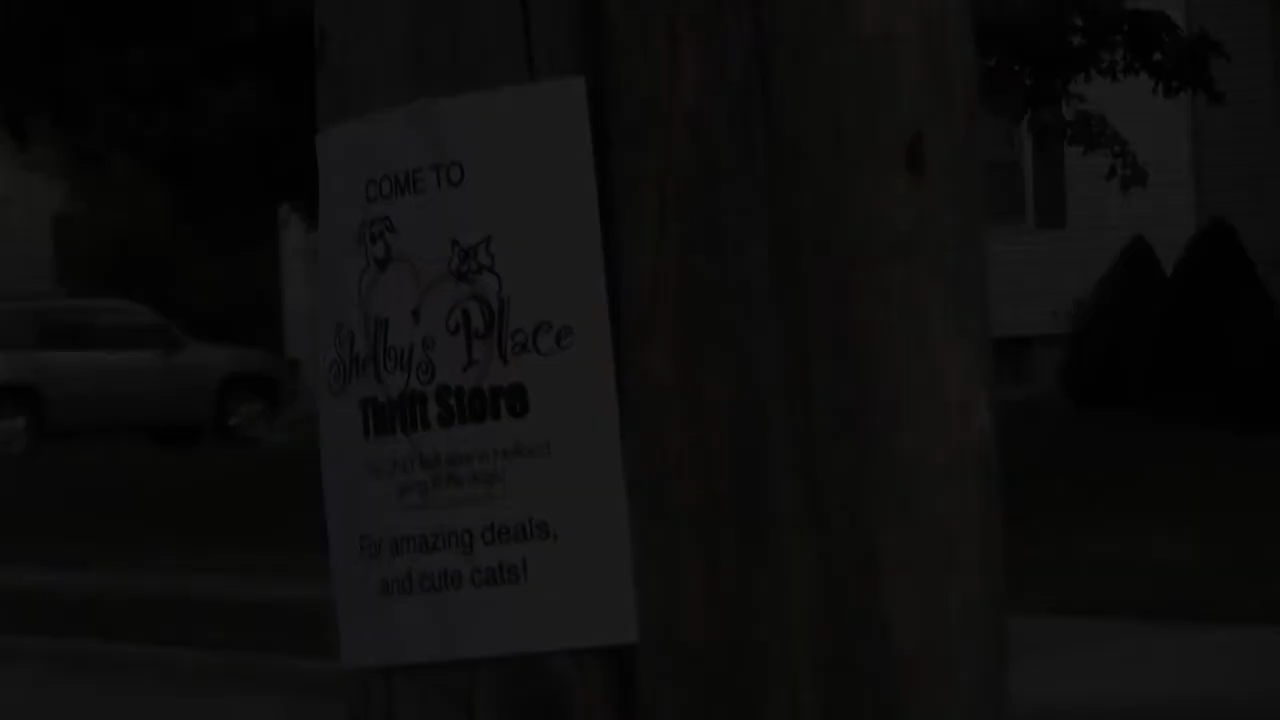 COME TO
Shelby's Place
Thrift Store
For amazing deals,
and cute cats!